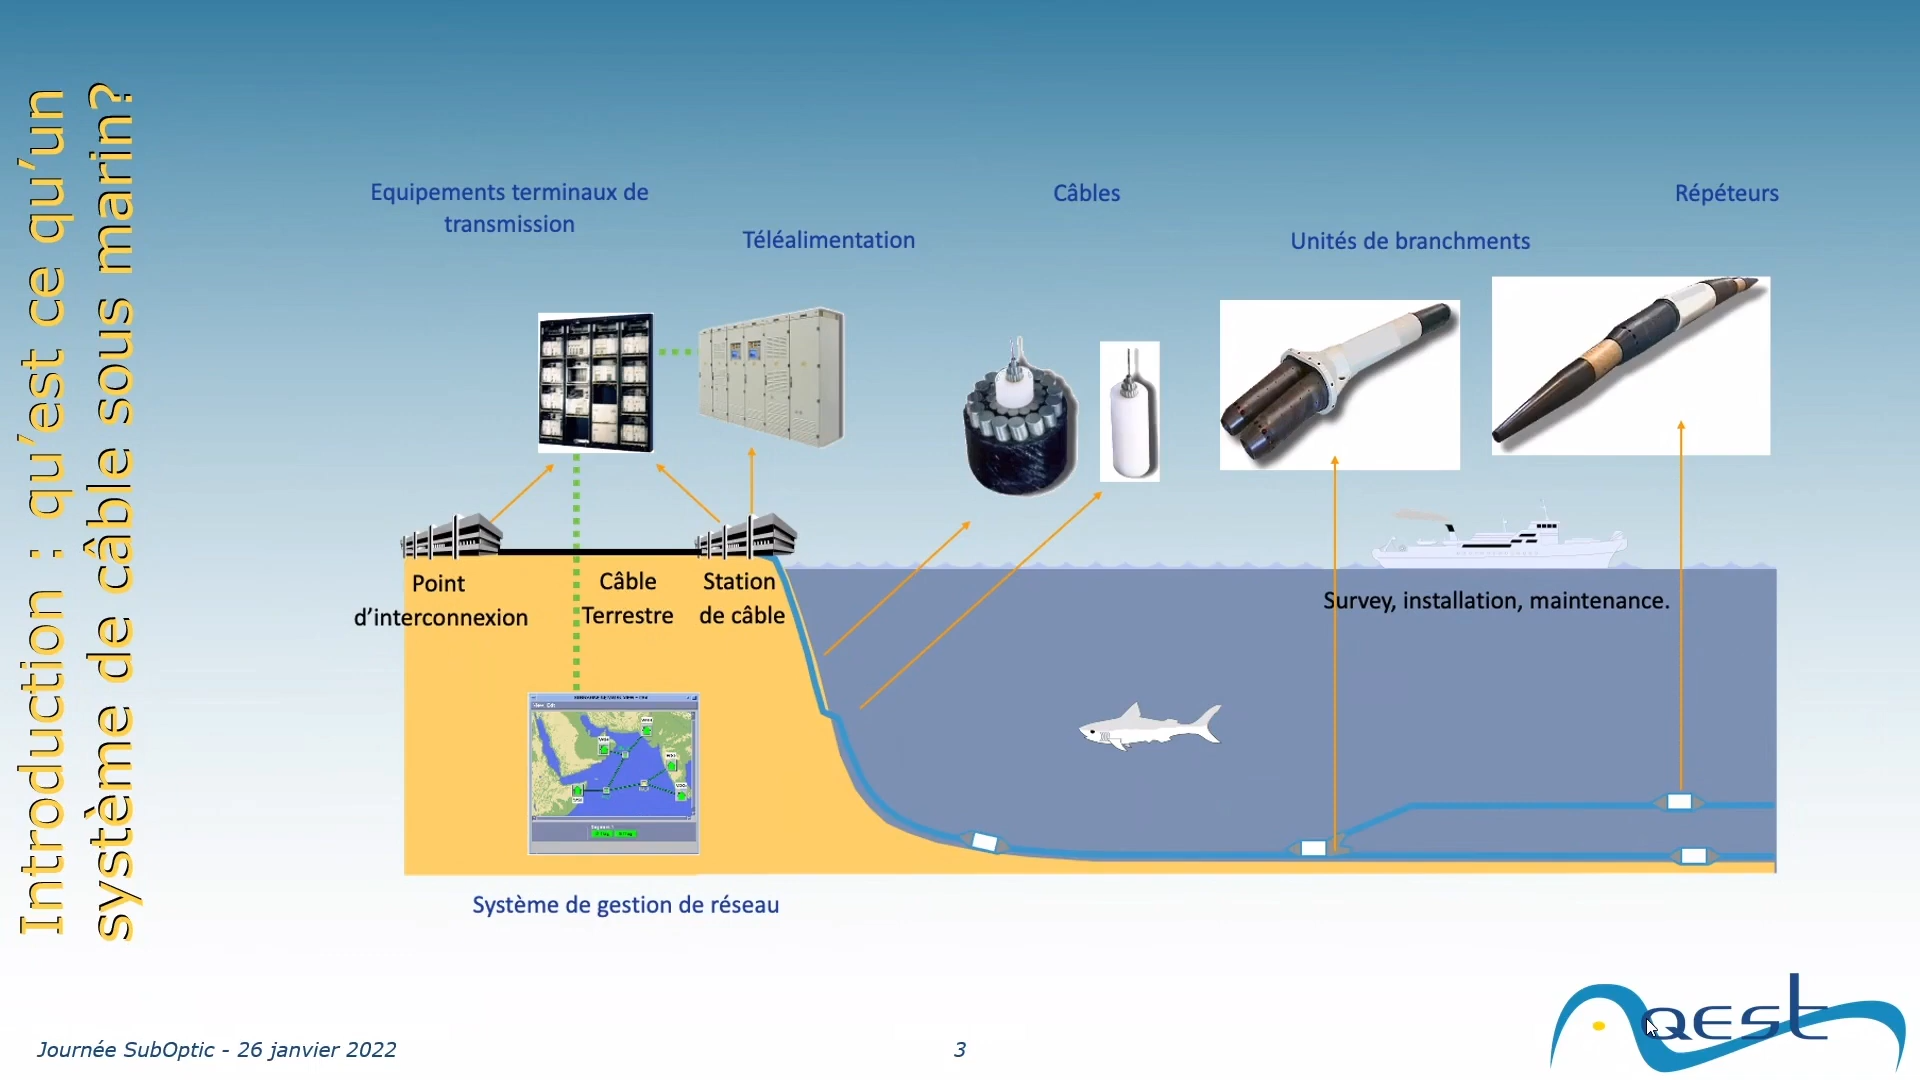 Introduction : qu’est ce qu’un
système de câble sous marin?
Equipements terminaux de
transmission
Téléalimentation
Câbles
Unités de branchments
Répéteurs
Point
d’interconnexion
Câble
Terrestre
Station
de câble
Survey, installation, maintenance.
Système de gestion de réseau
Journée SubOptic - 26 janvier 2022
3
qest